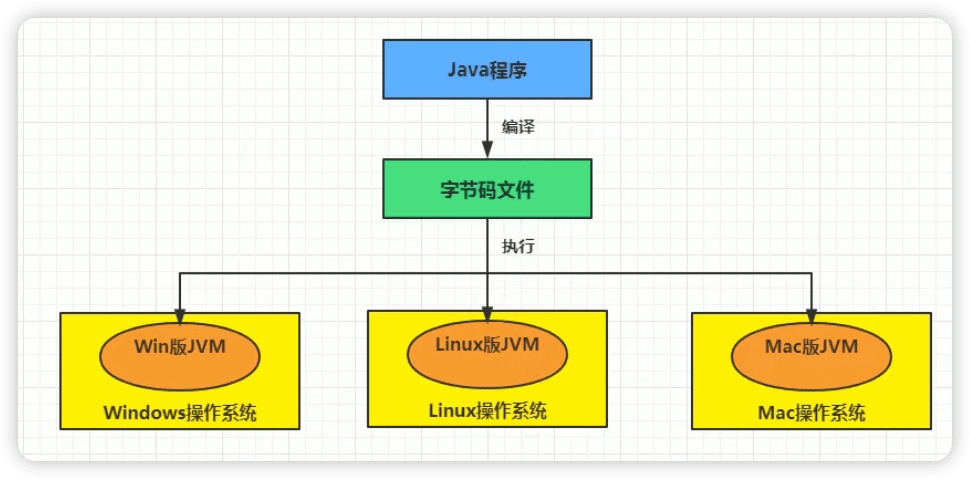 Java程序
编译
字节码文件
执行
Win版JVM
Linux版JVM
Mac版JVM
Windows操作系统
Linux操作系统
Mac操作系统